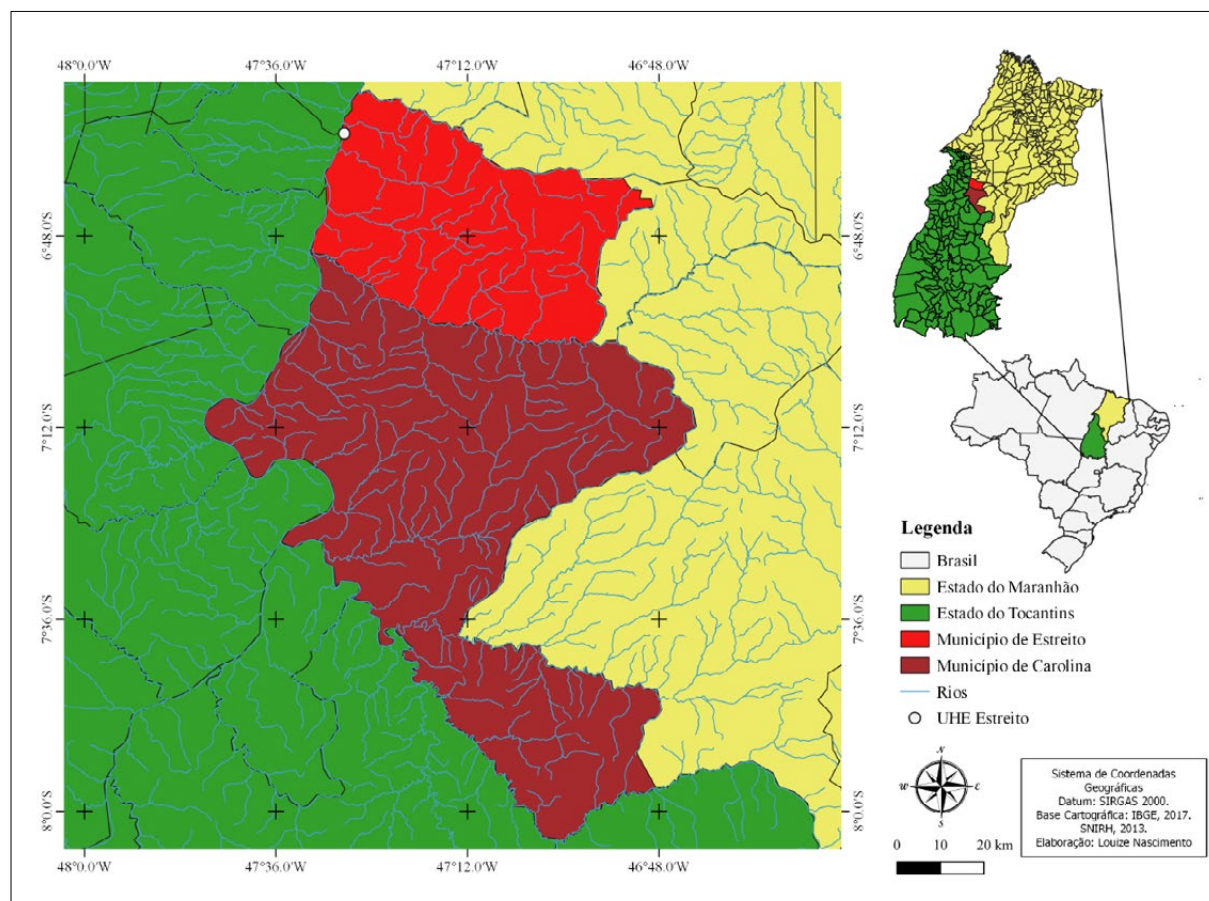 48°0.0'W 47°36.0'W 47°12.0'W 46°48.0'W
6°48.0'S 6°48.0'S
7°12.0'S 7°12.0'S
7°36.0'S 7°36.0'S
8°0.0'S 8°0.0'S
48°0.0'W 47°36.0'W 47°12.0'W 46°48.0'W
Legenda
Brasil
Estado do Maranhão
Estado do Tocantins
Município de Estreito
Município de Carolina
Rios
UHE Estreito
N
W E
S
0 10 20 km
Sistema de Coordenadas
Geográficas
Datum: SIRGAS 2000.
Base Cartográfica: IBGE, 2017.
SNIRH, 2013.
Elaboração: Louize Nascimento